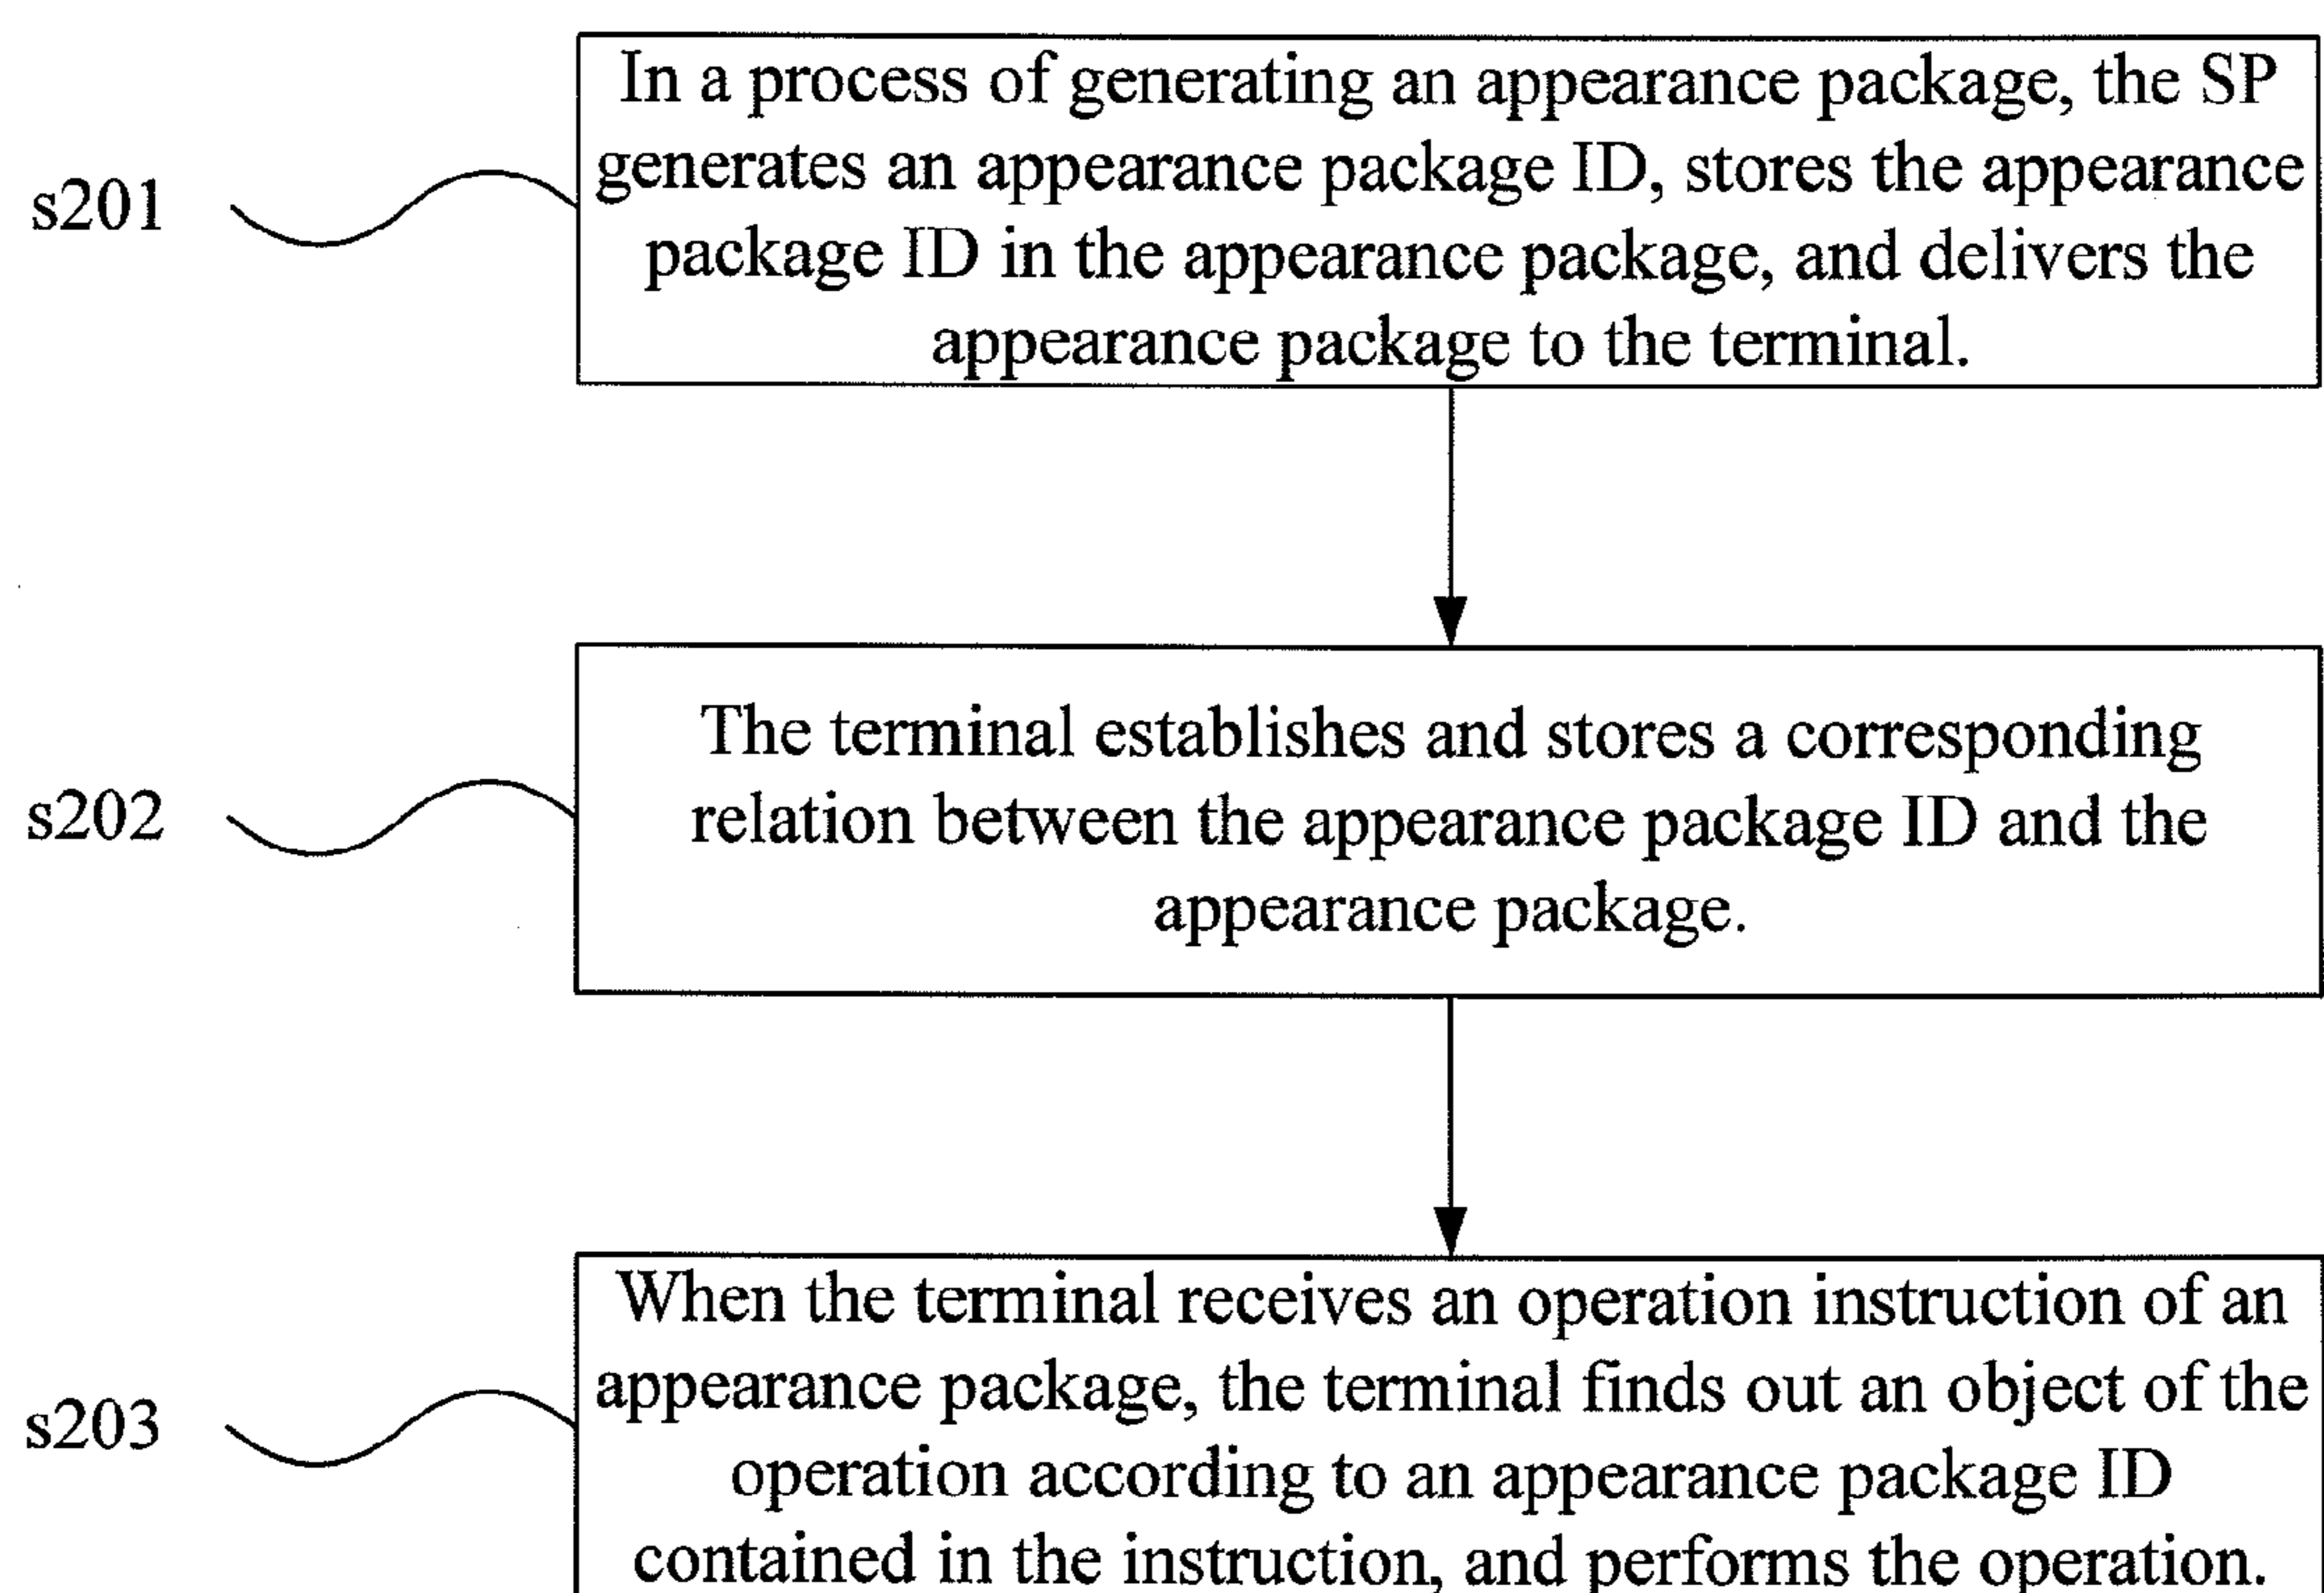 In a process of generating an appearance package, the SP
generates an appearance package ID, stores the appearance
s201
package ID in the appearance package, and delivers the
appearance package to the terminal.
The terminal establishes and stores a corresponding
s202
relation between the appearance package ID and the
appearance package.
When the terminal receives an operation instruction of an
appearance package, the terminal finds out an object of the
s203
operation according to an appearance package ID
contained in the instruction, and performs the operation.